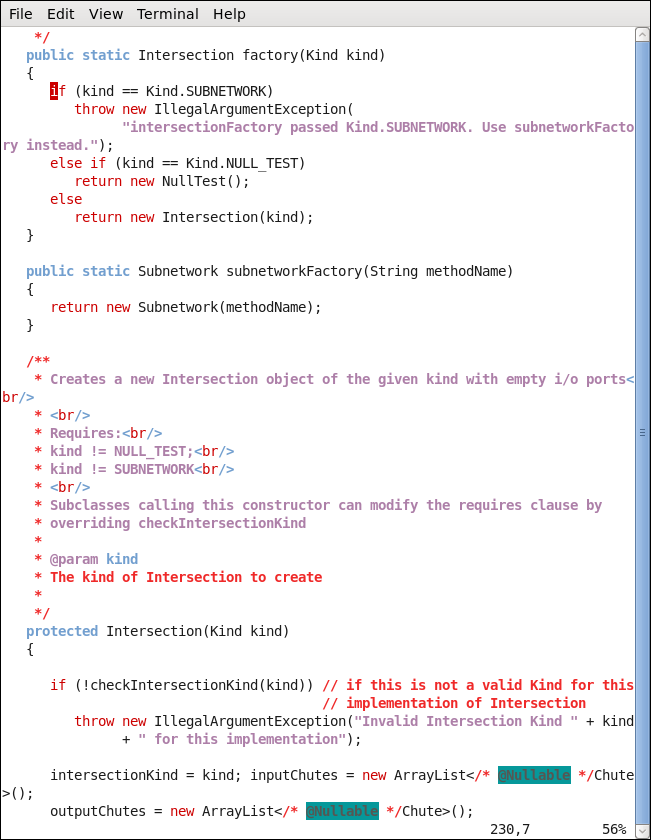 File Edit View Terminal Help
*/
public static Intersection factory(Kind kind)
{
if (kind == Kind.SUBNETWORK)
throw new IllegalArgumentException(
"intersectionFactory passed Kind.SUBNETWORK. Use subnetworkFacto
ry instead.");
else if (kind == Kind.NULL_TEST)
return new NullTest();
else
return new Intersection(kind);
}
public static Subnetwork subnetworkFactory(String methodName)
{
return new Subnetwork(methodName);
}
/**
* Creates a new Intersection object of the given kind with empty i/o ports<
br/>
* <br/>
* Requires:<br/>
* kind != NULL_TEST;<br/>
* kind != SUBNETWORK<br/>
* <br/>
* Subclasses calling this constructor can modify the requires clause by
* overriding checkIntersectionKind
*
* @param kind
* The kind of Intersection to create
*
*/
protected Intersection(Kind kind)
{
if (!checkIntersectionKind(kind)) // if this is not a valid Kind for this
// implementation of Intersection
throw new IllegalArgumentException("Invalid Intersection Kind " + kind
+ " for this implementation");
intersectionKind = kind; inputChutes = new ArrayList</* @Nullable */Chute
>();
outputChutes = new ArrayList</* @Nullable */Chute>();
230,7 56%